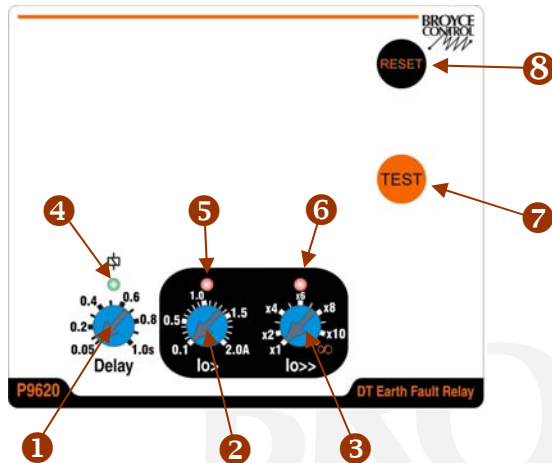 BROYCE
CONTROL
RESET
8
TEST
7
4
5
6
0.05
0.2
0.4
0.6
0.8
1.0s
Delay
0.1
0.5
1.0
1.5
2.0A
Io>
x1
x2
x4
x6
x8
x10
∞
Io>>
P9620
DT Earth Fault Relay
1
2
3
BRO